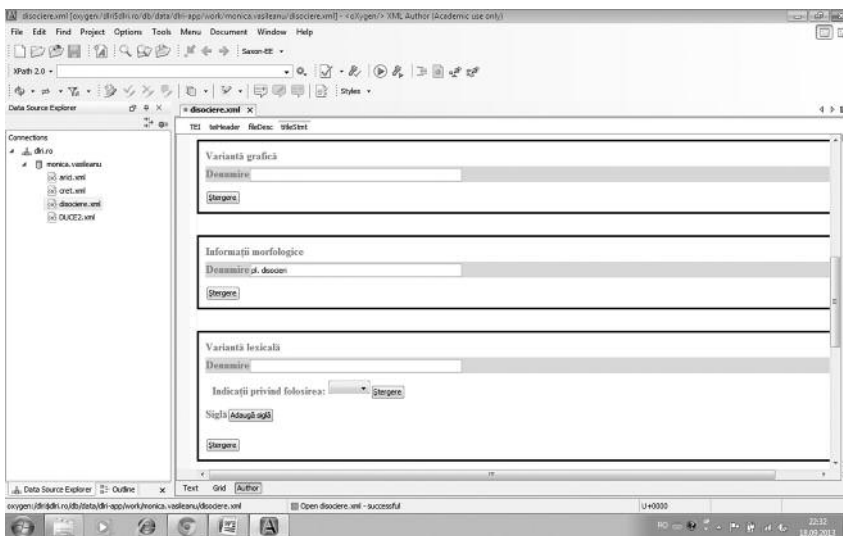 disociere.xml [oxygen:/dlri$dlri.ro/db/data/dlri-app/work/monica.vasileanu/disociere.xml] - <oXygen/> XML Author (Academic use only)
File Edit Find Project Options Tools Menu Document Window Help
Saxon-EE
XPath 2.0
Styles
Data Source Explorer
disociere.xml
TEI teiHeader fileDesc titleStmt
Connections
dlri.ro
monica.vasileanu
arid.xml
cret.xml
disociere.xml
DUCE2.xml
Variantă grafică
Denumire
Ștergere
Informații morfologice
Denumire pl. disocieri
Ștergere
Variantă lexicală
Denumire
Indicații privind folosirea: Ștergere
Siglă Adaugă siglă
Ștergere
Data Source Explorer Outline
Text Grid Author
oxygen:/dlri$dlri.ro/db/data/dlri-app/work/monica.vasileanu/disociere.xml Open disociere.xml - successful U+0000
RO 22:32
18.09.2013